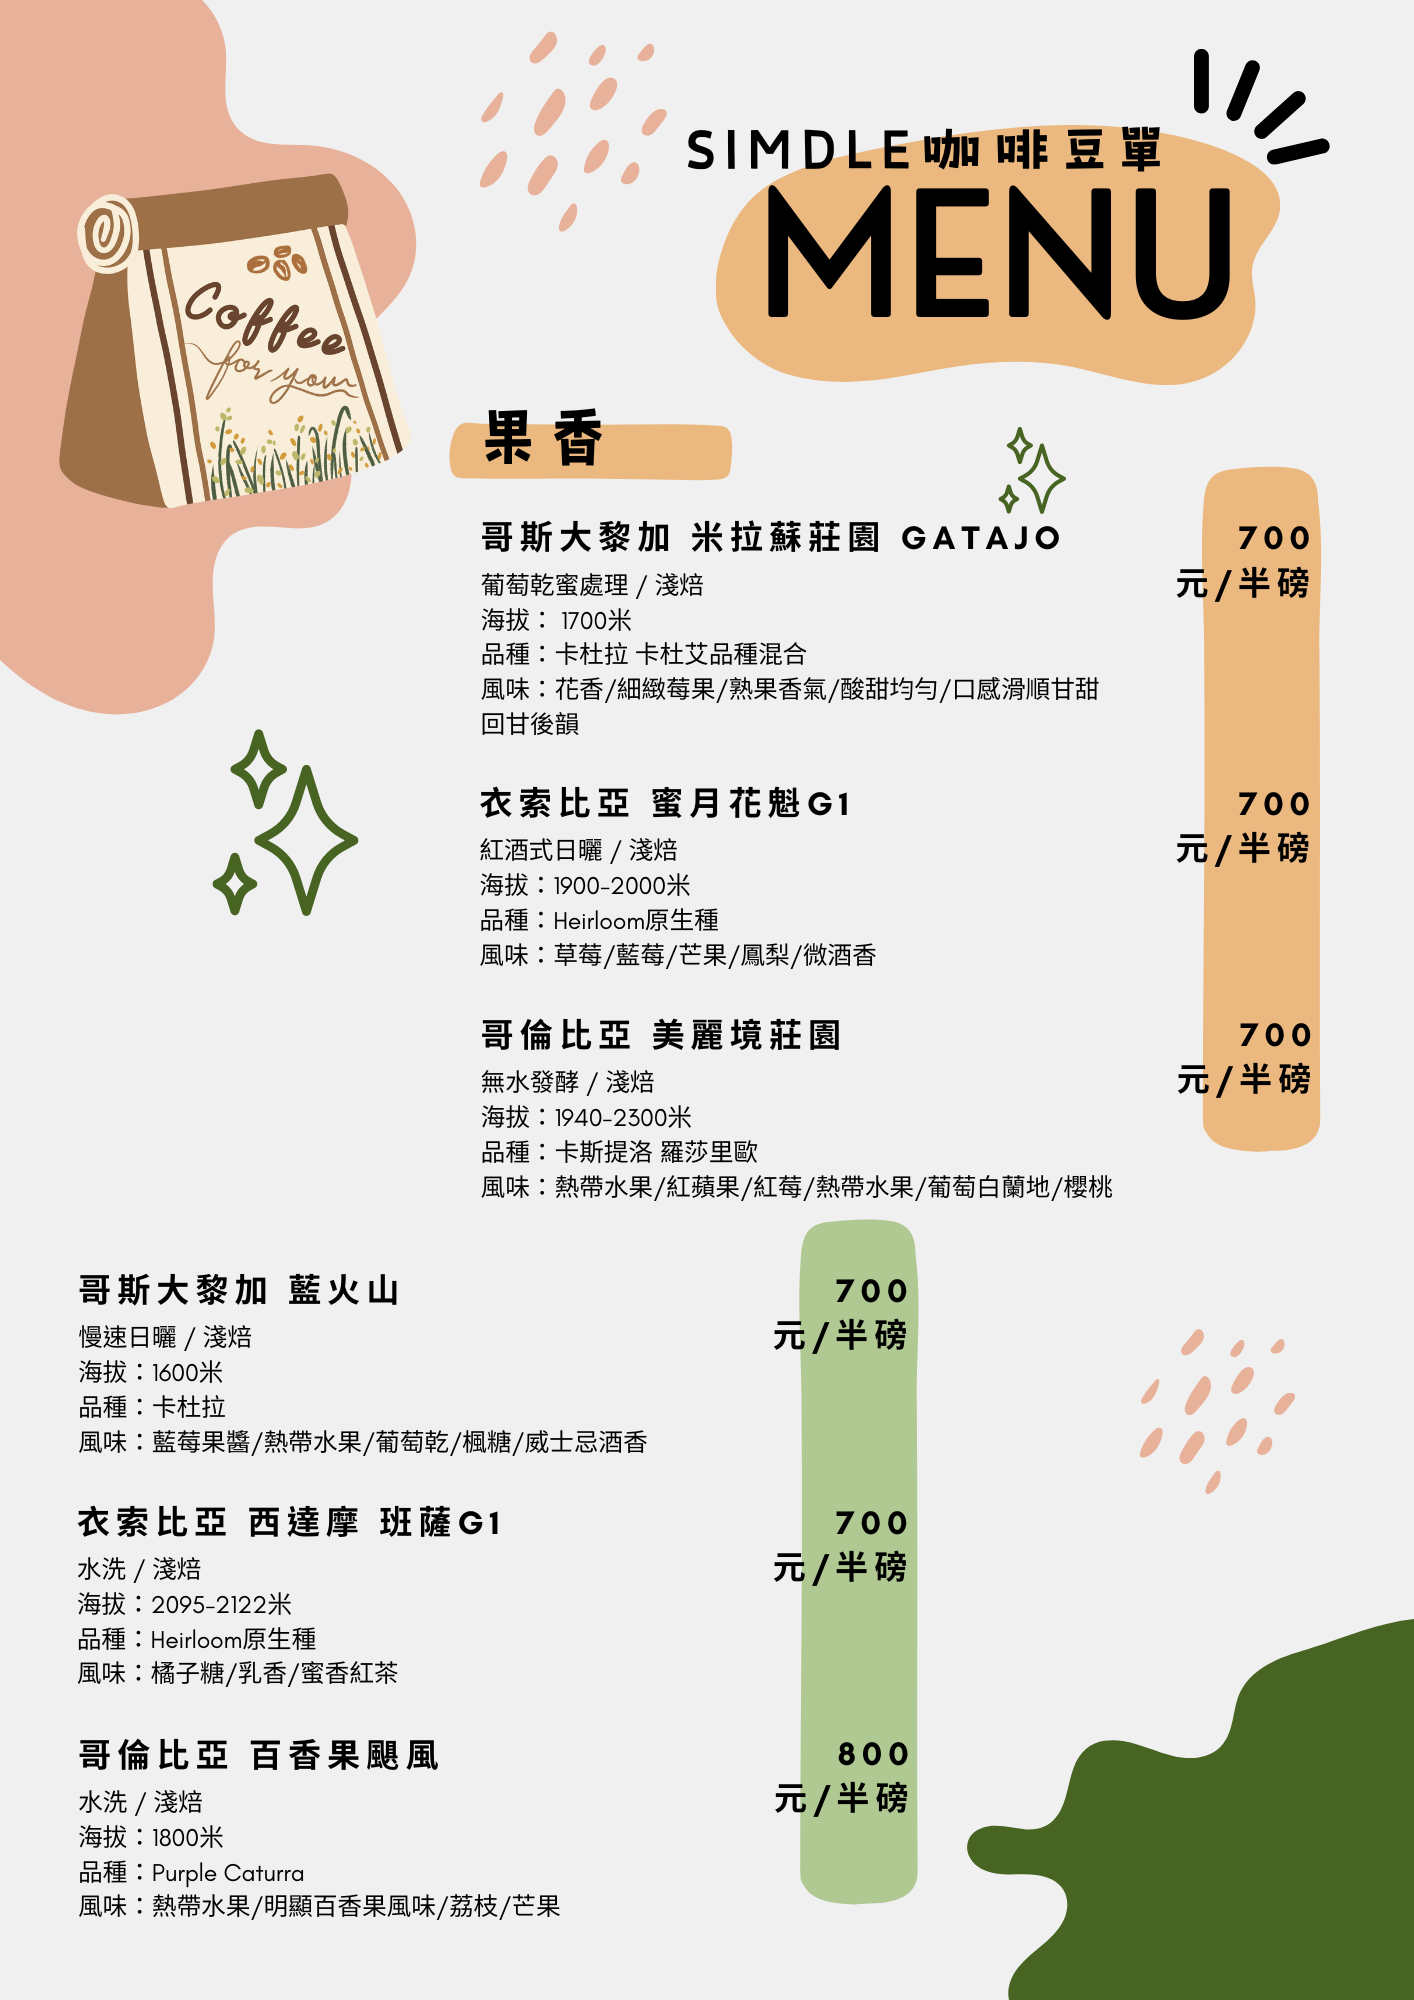 SIMDLE咖啡豆單
MENU
Coffee
for you
果香
哥斯大黎加 米拉蘇莊園 GATAJO
700
元/半磅
葡萄乾蜜處理 / 淺焙
海拔： 1700米
品種：卡杜拉 卡杜艾品種混合
風味：花香/細緻莓果/熟果香氣/酸甜均勻/口感滑順甘甜
回甘後韻
衣索比亞 蜜月花魁G1
700
元/半磅
紅酒式日曬 / 淺焙
海拔：1900-2000米
品種：Heirloom原生種
風味：草莓/藍莓/芒果/鳳梨/微酒香
哥倫比亞 美麗境莊園
700
元/半磅
無水發酵 / 淺焙
海拔：1940-2300米
品種：卡斯提洛 羅莎里歐
風味：熱帶水果/紅蘋果/紅莓/熱帶水果/葡萄白蘭地/櫻桃
哥斯大黎加 藍火山
700
元/半磅
慢速日曬 / 淺焙
海拔：1600米
品種：卡杜拉
風味：藍莓果醬/熱帶水果/葡萄乾/楓糖/威士忌酒香
衣索比亞 西達摩 班薩G1
700
元/半磅
水洗 / 淺焙
海拔：2095-2122米
品種：Heirloom原生種
風味：橘子糖/乳香/蜜香紅茶
哥倫比亞 百香果颶風
800
元/半磅
水洗 / 淺焙
海拔：1800米
品種：Purple Caturra
風味：熱帶水果/明顯百香果風味/荔枝/芒果